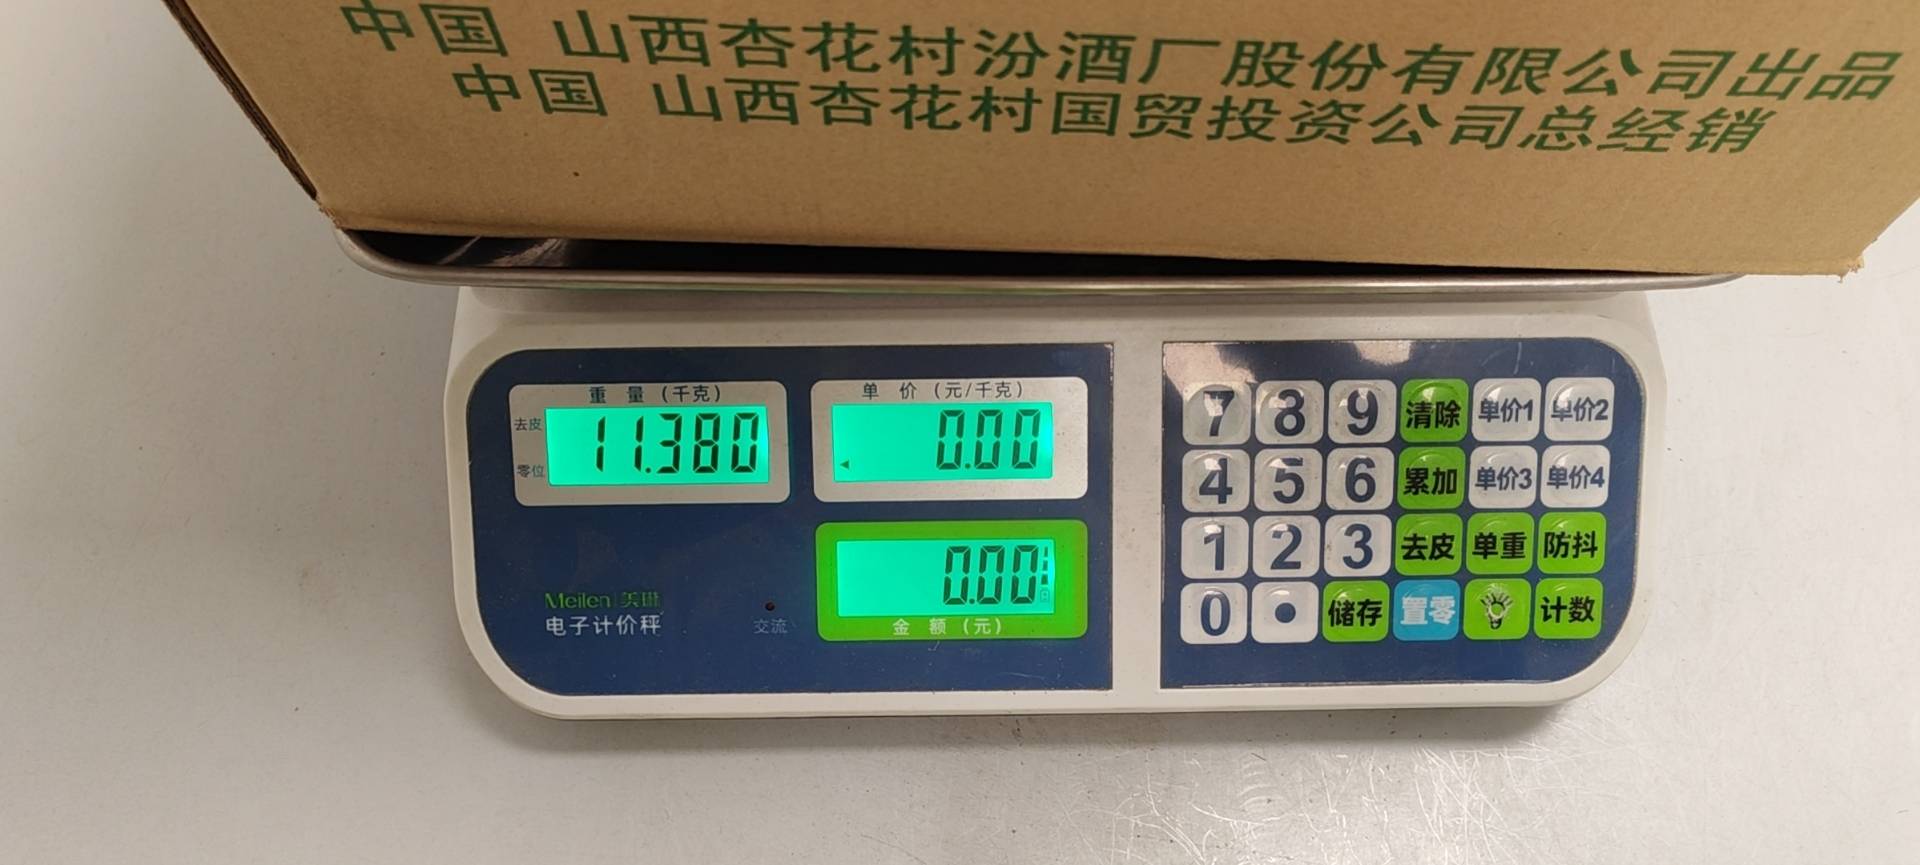 中国 山西杏花村汾酒厂股份有限公司出品
中国 山西杏花村国贸投资公司总经销
重 量 (千克)
去皮
零位
11.380
单 价 (元/千克)
0.00
0.00
金 额 (元)
Meilen 美琳
电子计价秤
交流
7 8 9 清除 单价1 单价2
4 5 6 累加 单价3 单价4
1 2 3 去皮 单重 防抖
0 • 储存 置零 计数